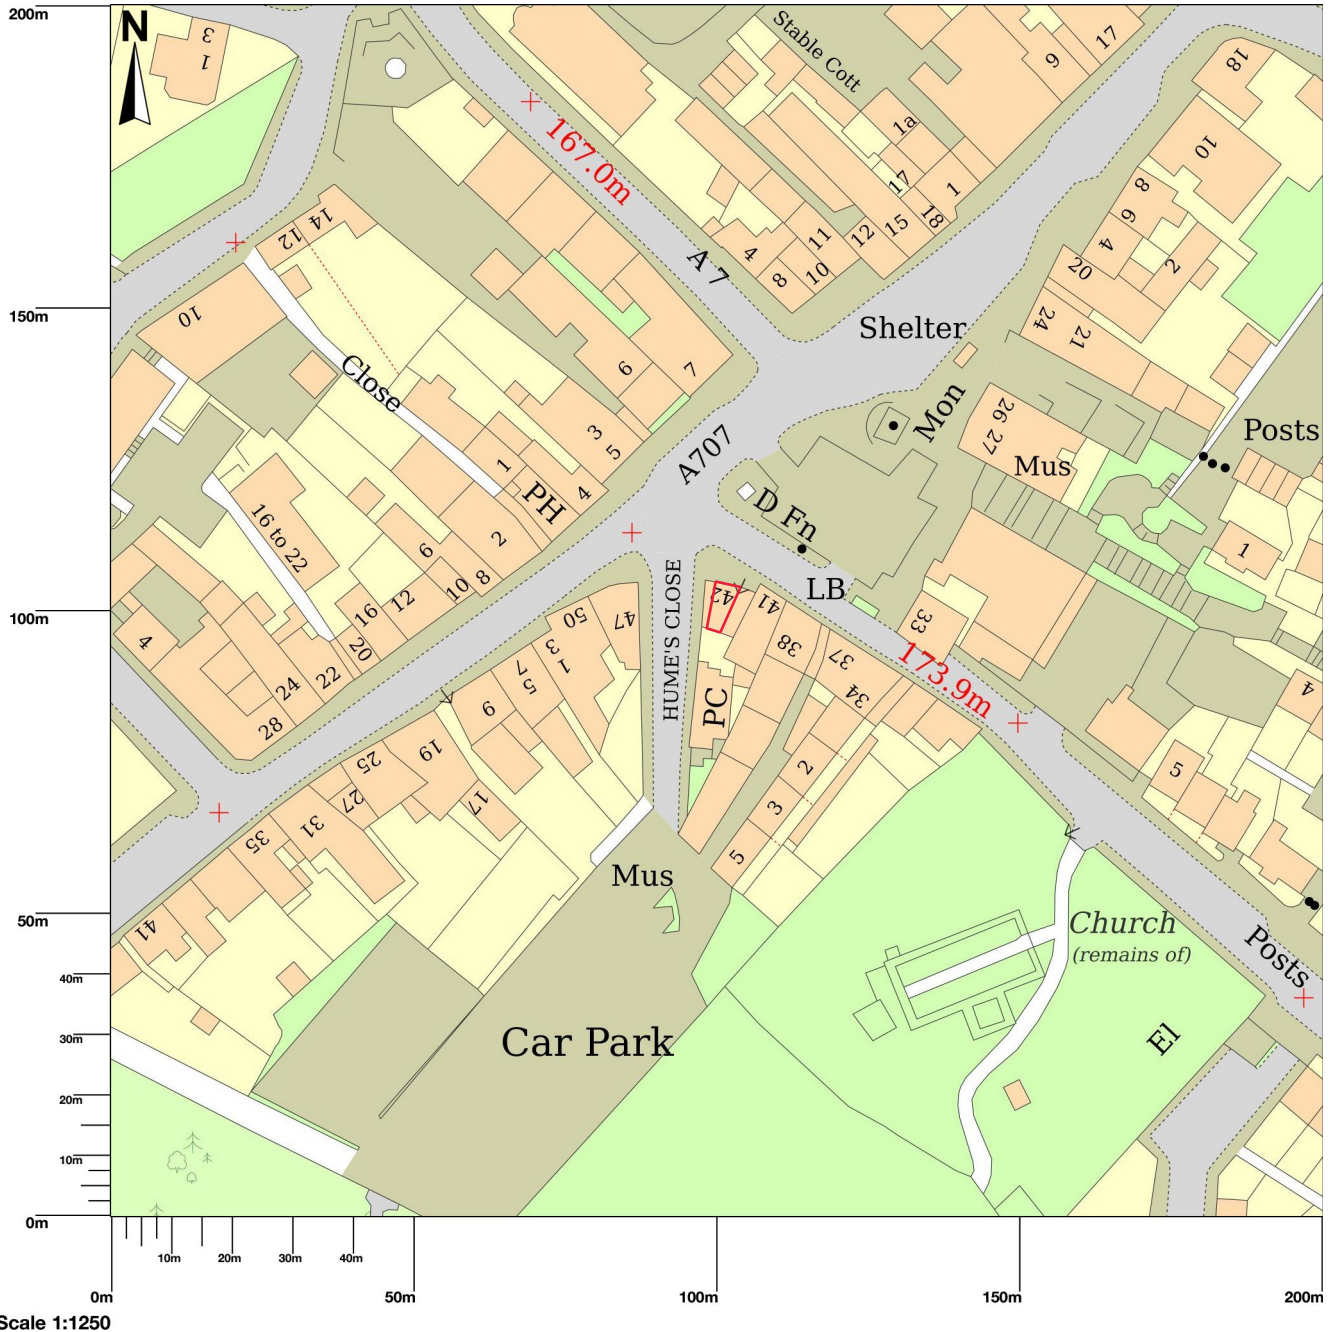 200m
N
3
1
Stable Cott
6
17
18
167.0m
1a
10
17
1
18
8
6
4
2
14
12
11
12
15
4
8
10
A 7
20
24
21
150m
10
Shelter
Close
6
7
Mon
26
27
Posts
3
5
A707
Mus
1
4
PH
D Fn
16 to 22
2
6
1
LB
HUME'S CLOSE
8
10
12
16
100m
42
41
33
50
47
38
37
4
20
3
1
7
5
173.9m
22
24
34
4
9
PC
28
19
25
2
5
27
17
3
31
35
5
Mus
50m
41
Church
(remains of)
Posts
40m
30m
Car Park
El
20m
10m
0m
10m
20m
30m
40m
0m
50m
100m
150m
200m
Scale 1:1250